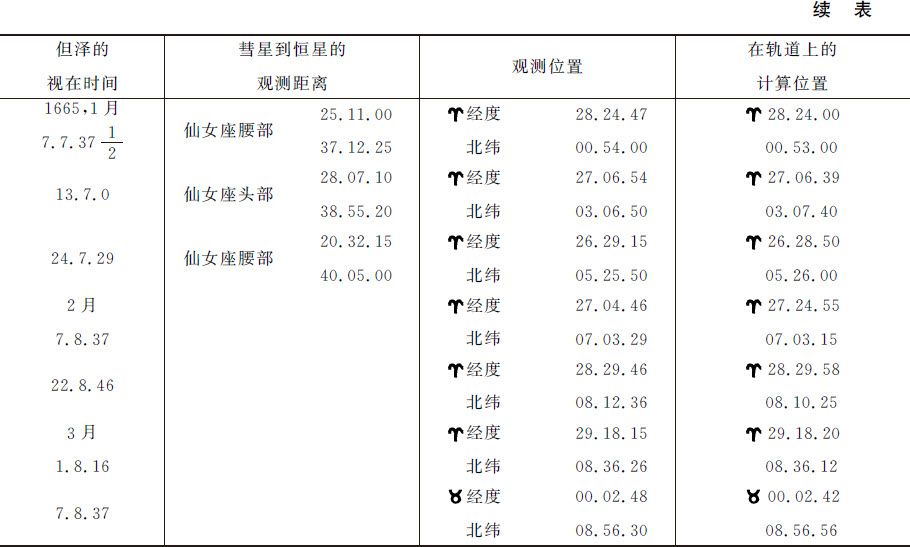 续 表
但泽的 视在时间 彗星到恒星的 观测距离 观测位置 在轨道上的 计算位置
1665,1月 25.11.00 ♈经度 28.24.47 ♈ 28.24.00
7.7.37 1/2 仙女座腰部 37.12.25 北纬 00.54.00 00.53.00
28.07.10 ♈经度 27.06.54 ♈ 27.06.39
13.7.0 仙女座头部 38.55.20 北纬 03.06.50 03.07.40
20.32.15 ♈经度 26.29.15 ♈ 26.28.50
24.7.29 仙女座腰部 40.05.00 北纬 05.25.50 05.26.00
2月 ♈经度 27.04.46 ♈ 27.24.55
7.8.37 北纬 07.03.29 07.03.15
♈经度 28.29.46 ♈ 28.29.58
22.8.46 北纬 08.12.36 08.10.25
3月 ♈经度 29.18.15 ♈ 29.18.20
1.8.16 北纬 08.36.26 08.36.12
♉经度 00.02.48 ♉ 00.02.42
7.8.37 北纬 08.56.30 08.56.56